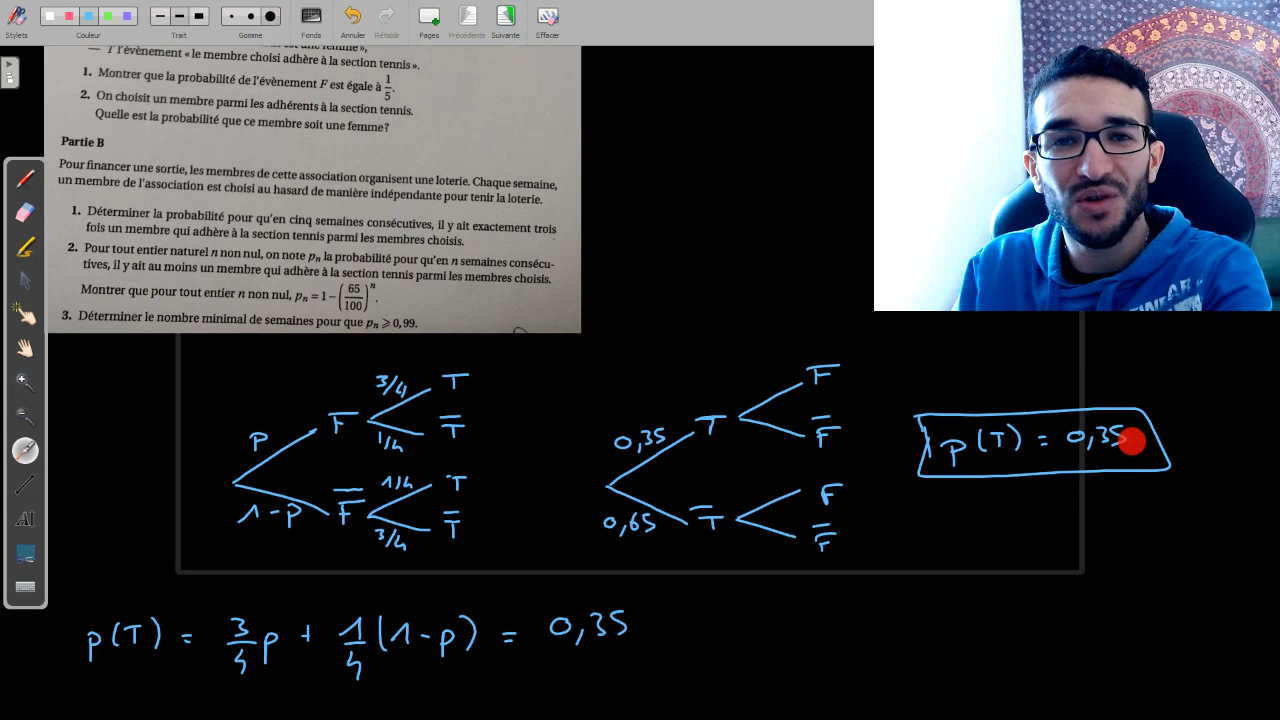 Stylets Couleur Trait Gomme Fonds Annuler Rétablir Pages Précédente Suivante Effacer
une femme »,
— T l'évènement « le membre choisi adhère à la section tennis ».
1. Montrer que la probabilité de l'évènement F est égale à 1/5.
2. On choisit un membre parmi les adhérents à la section tennis.
Quelle est la probabilité que ce membre soit une femme?
Partie B
Pour financer une sortie, les membres de cette association organisent une loterie. Chaque semaine,
un membre de l'association est choisi au hasard de manière indépendante pour tenir la loterie.
1. Déterminer la probabilité pour qu'en cinq semaines consécutives, il y ait exactement trois
fois un membre qui adhère à la section tennis parmi les membres choisis.
2. Pour tout entier naturel n non nul, on note pₙ la probabilité pour qu'en n semaines consécu-
tives, il y ait au moins un membre qui adhère à la section tennis parmi les membres choisis.
Montrer que pour tout entier n non nul, pₙ = 1 − (65/100)ⁿ.
3. Déterminer le nombre minimal de semaines pour que pₙ ⩾ 0,99.
AI
p F 3/4 T
1/4 T̅
1-p F̅ 1/4 T
3/4 T̅
0,35 T F
F̅
0,65 T̅ F
F̅
p(T) = 0,35
p(T) = 3/4 p + 1/4 (1-p) = 0,35